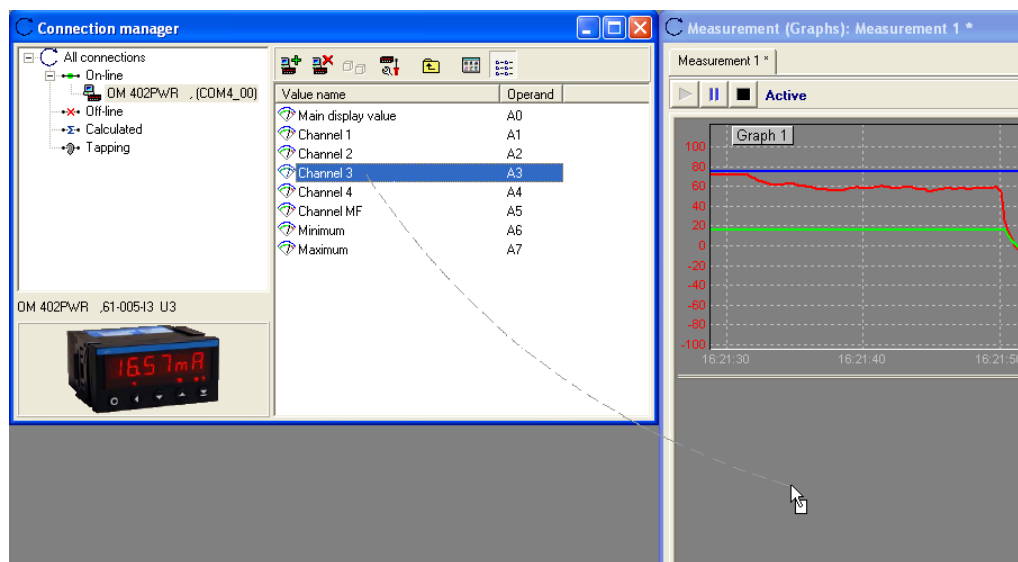 Connection manager
All connections
On-line
OM 402PWR , (COM4_00)
Off-line
Calculated
Tapping
Value name Operand
Main display value A0
Channel 1 A1
Channel 2 A2
Channel 3 A3
Channel 4 A4
Channel MF A5
Minimum A6
Maximum A7
OM 402PWR ,61-005-I3 U3
16.57mA
Measurement (Graphs): Measurement 1 *
Measurement 1 *
Active
Graph 1
100
80
60
40
20
0
-20
-40
-60
-80
-100
16:21:30 16:21:40 16:21:50